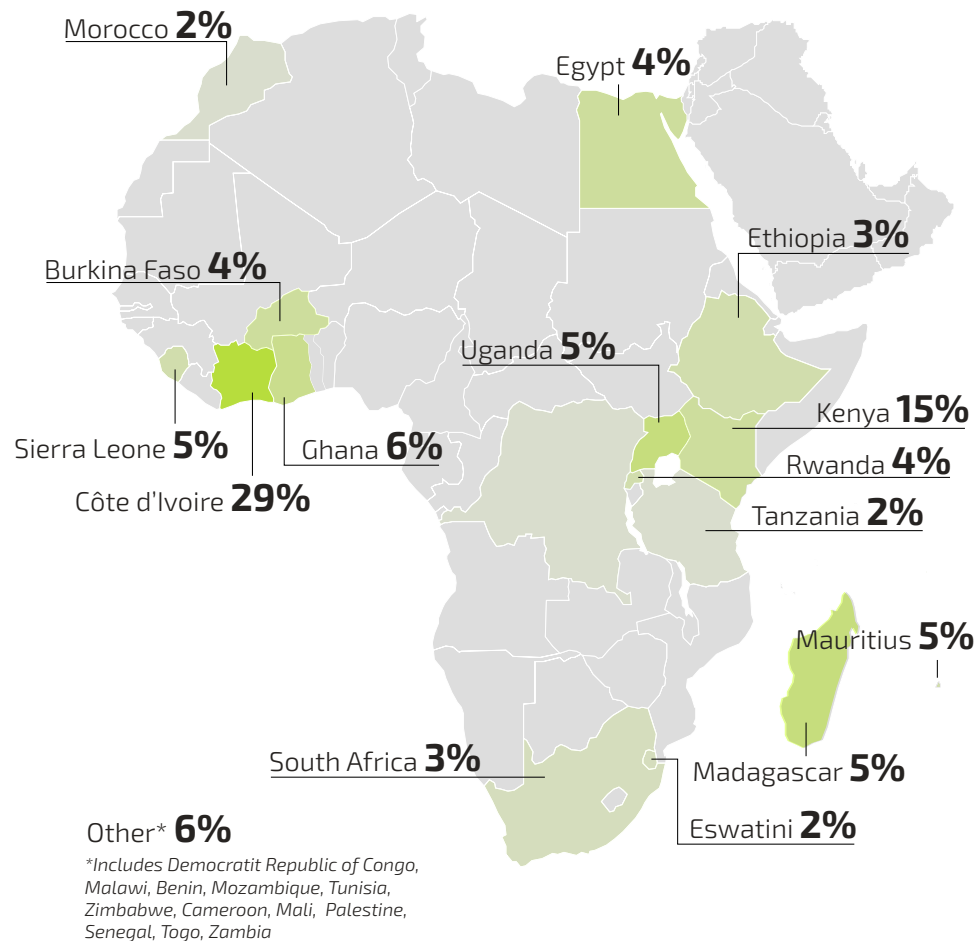 Morocco 2%
Egypt 4%
Ethiopia 3%
Burkina Faso 4%
Uganda 5%
Kenya 15%
Sierra Leone 5%
Ghana 6%
Rwanda 4%
Côte d'Ivoire 29%
Tanzania 2%
Mauritius 5%
South Africa 3%
Madagascar 5%
Eswatini 2%
Other* 6%
*Includes Democratit Republic of Congo,
Malawi, Benin, Mozambique, Tunisia,
Zimbabwe, Cameroon, Mali, Palestine,
Senegal, Togo, Zambia